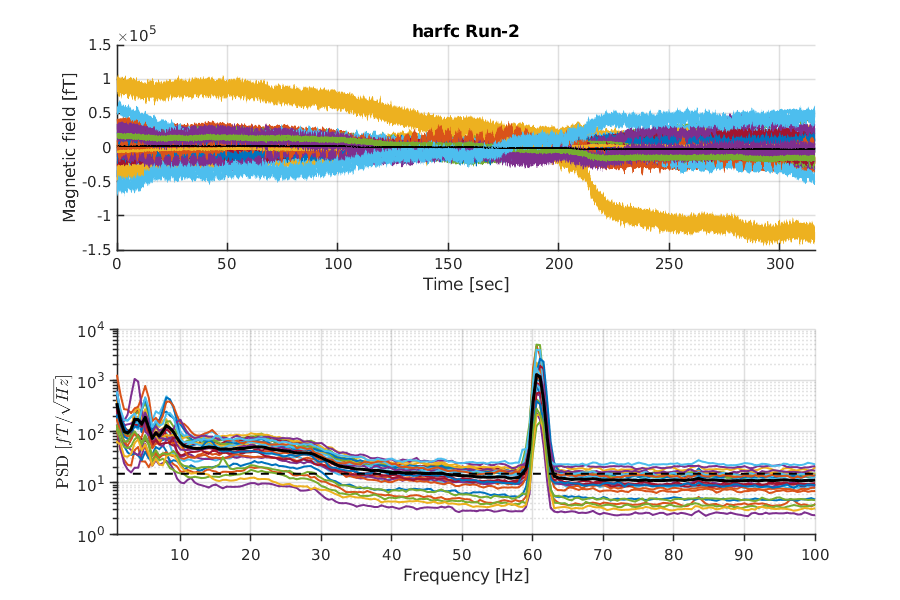 harfc Run-2
×10^5
1.5
1
0.5
0
-0.5
-1
-1.5
Magnetic field [fT]
0 50 100 150 200 250 300
Time [sec]
10^4
10^3
10^2
10^1
10^0
PSD [fT/√Hz]
10 20 30 40 50 60 70 80 90 100
Frequency [Hz]